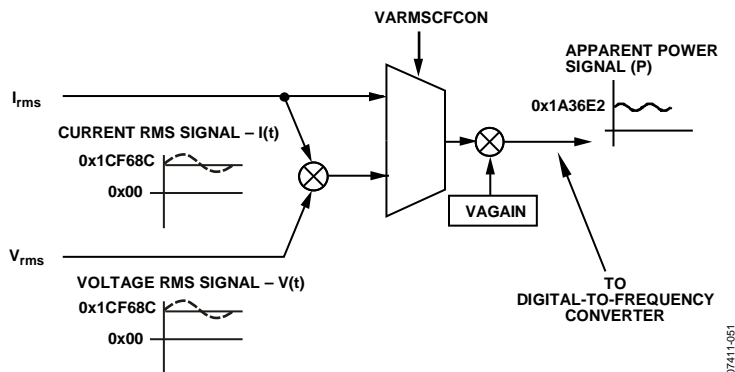 VARMSCFCON
APPARENT POWER
SIGNAL (P)
0x1A36E2
Irms
CURRENT RMS SIGNAL – I(t)
0x1CF68C
0x00
VAGAIN
Vrms
VOLTAGE RMS SIGNAL – V(t)
0x1CF68C
0x00
TO
DIGITAL-TO-FREQUENCY
CONVERTER
07411-051